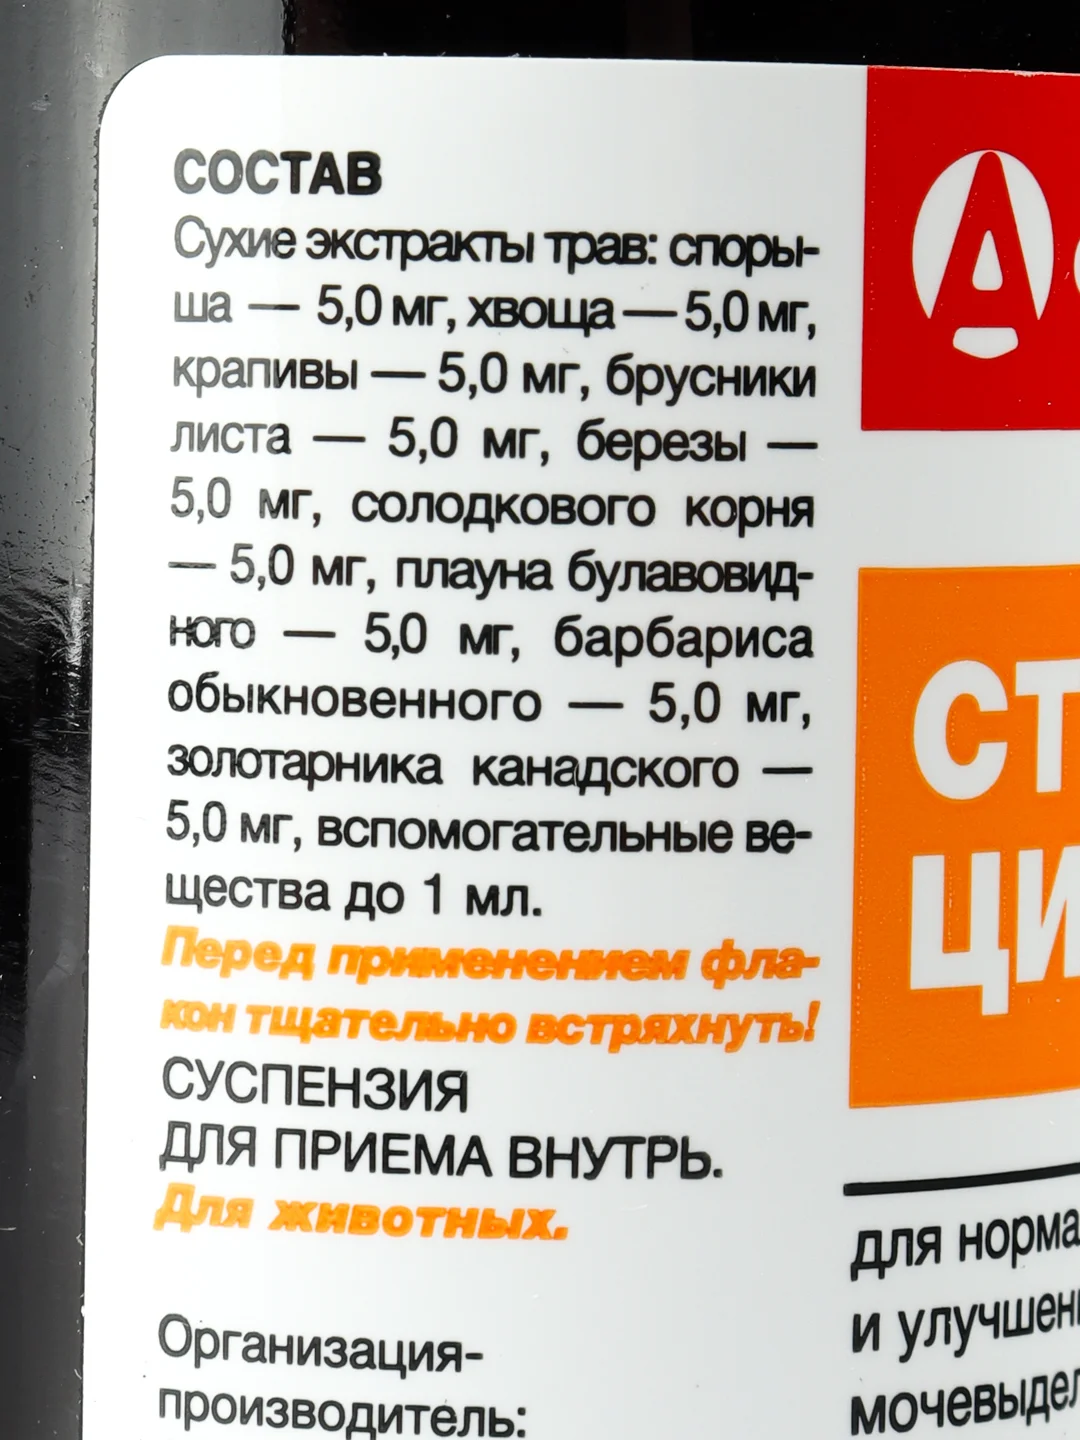 СОСТАВ
Сухие экстракты трав: споры-
ша — 5,0 мг, хвоща — 5,0 мг,
крапивы — 5,0 мг, брусники
листа — 5,0 мг, березы —
5,0 мг, солодкового корня
— 5,0 мг, плауна булавовид-
ного — 5,0 мг, барбариса
обыкновенного — 5,0 мг,
золотарника канадского —
5,0 мг, вспомогательные ве-
щества до 1 мл.
Перед применением фла-
кон тщательно встряхнуть!
СУСПЕНЗИЯ
ДЛЯ ПРИЕМА ВНУТРЬ.
Для животных.
Организация-
производитель:
А
СТ
ЦИ
для норма
и улучшен
мочевыдел